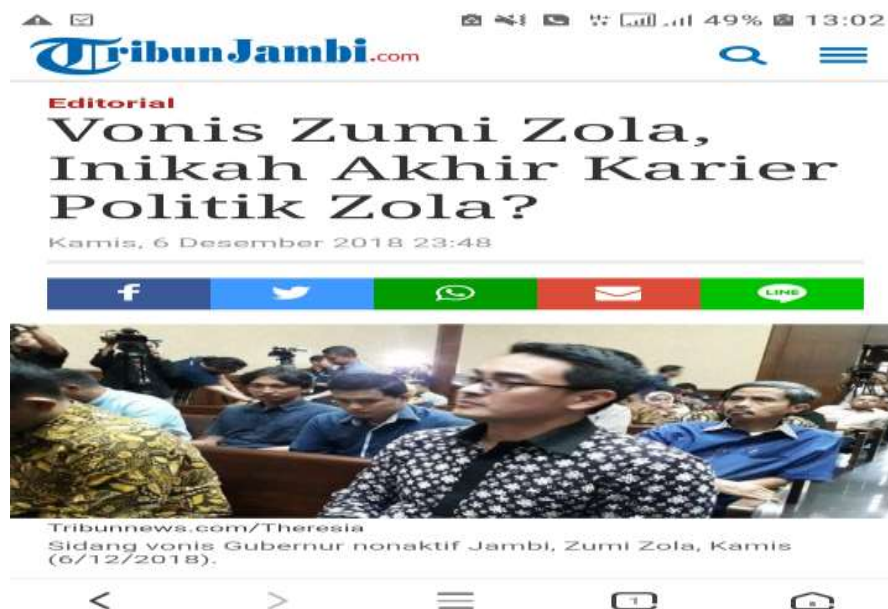 49% 13:02
TribunJambi.com
Editorial
Vonis Zumi Zola,
Inikah Akhir Karier
Politik Zola?
Kamis, 6 Desember 2018 23:48
f
LINE
Tribunnews.com/Theresia
Sidang vonis Gubernur nonaktif Jambi, Zumi Zola, Kamis
(6/12/2018).
1